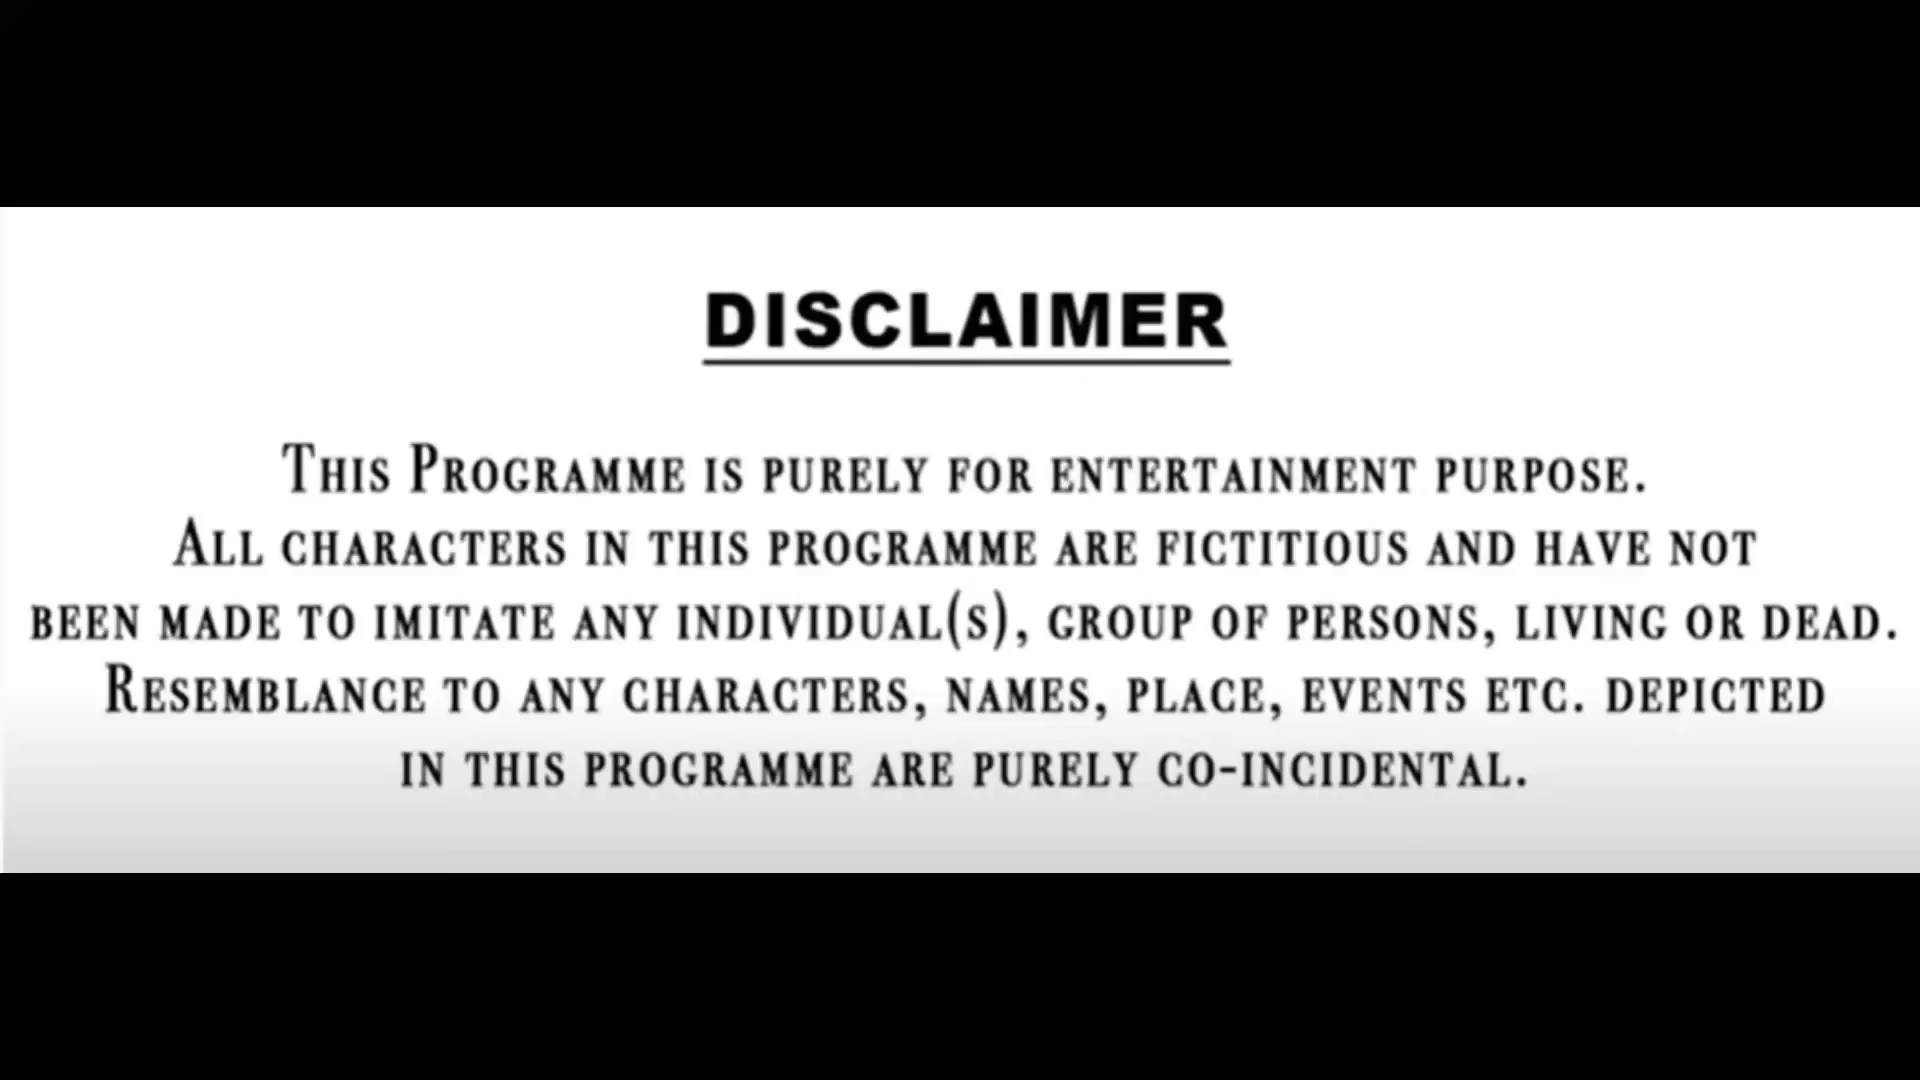 DISCLAIMER
This Programme is purely for entertainment purpose.
All characters in this programme are fictitious and have not
been made to imitate any individual(s), group of persons, living or dead.
Resemblance to any characters, names, place, events etc. depicted
in this programme are purely co-incidental.